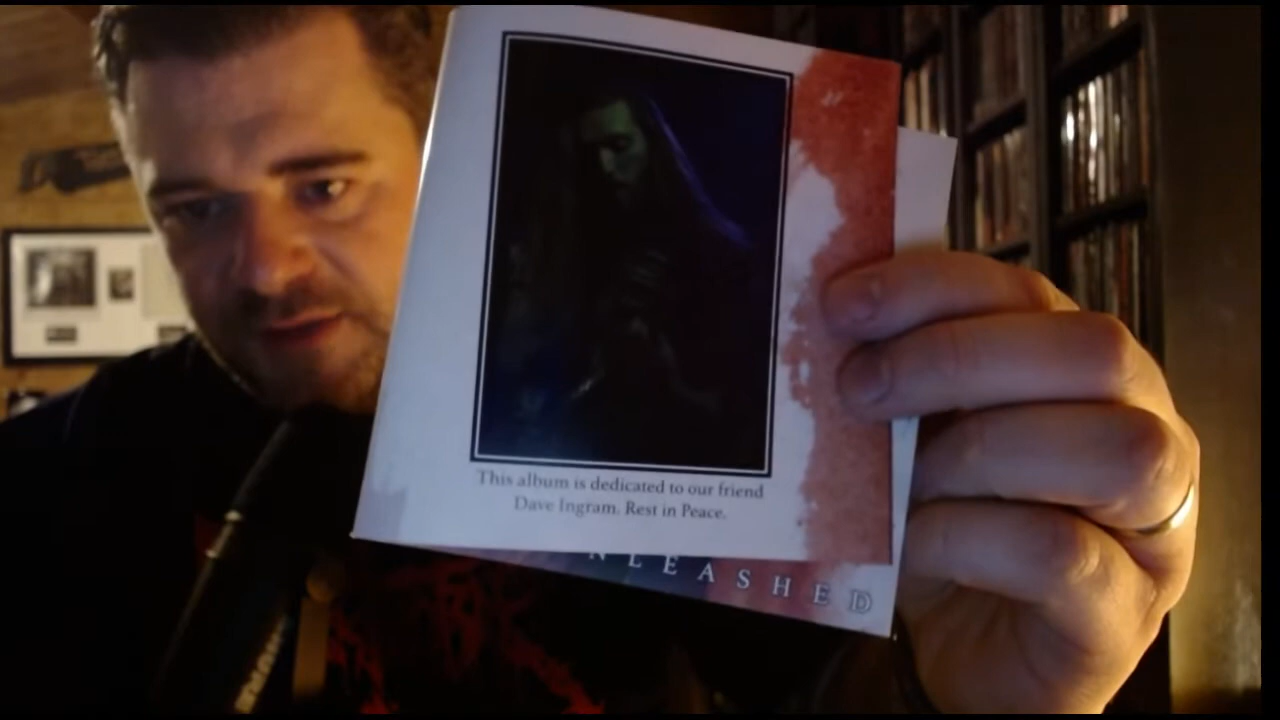 This album is dedicated to our friend
Dave Ingram. Rest in Peace.
NLEASHED